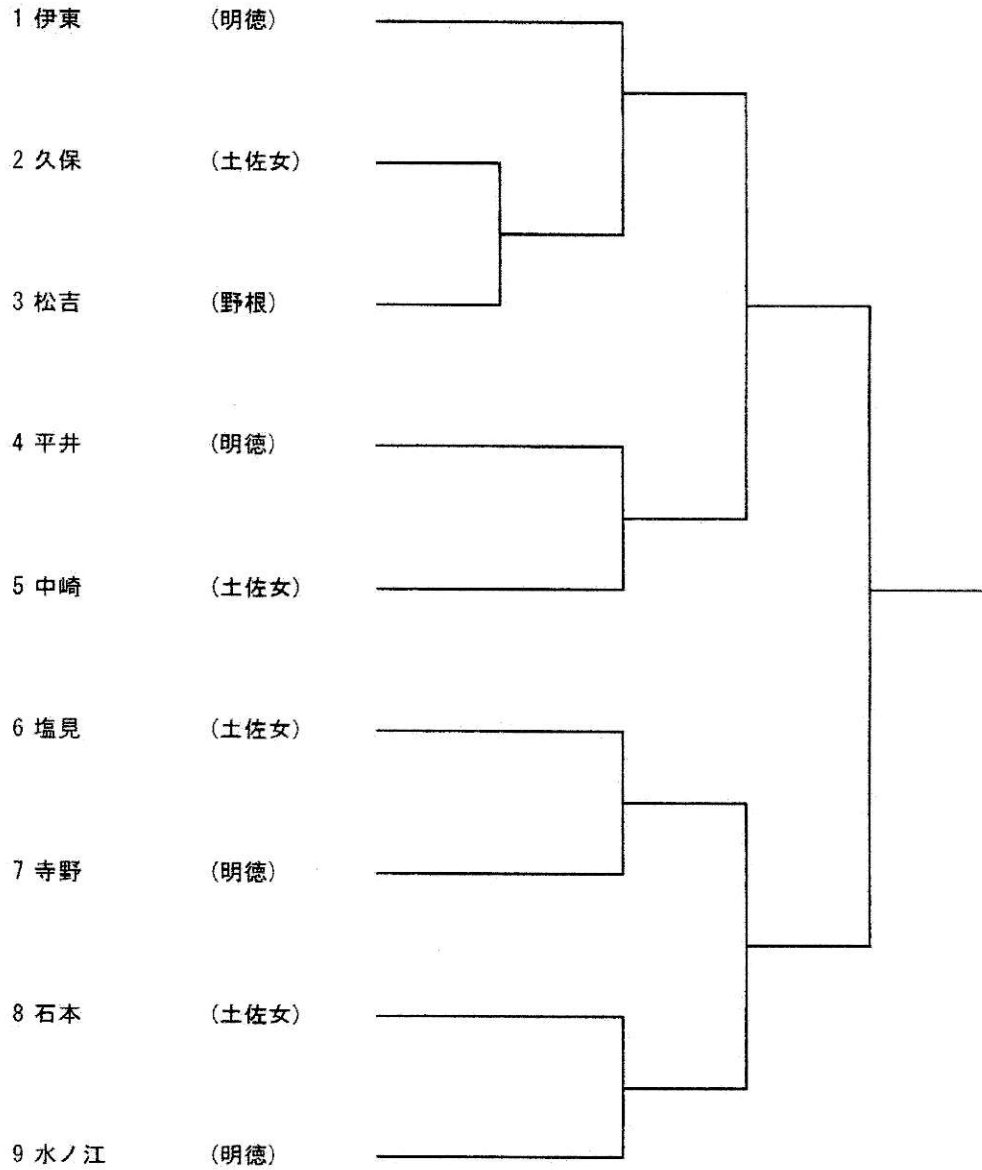 1 伊東 (明徳)
2 久保 (土佐女)
3 松吉 (野根)
4 平井 (明徳)
5 中崎 (土佐女)
6 塩見 (土佐女)
7 寺野 (明徳)
8 石本 (土佐女)
9 水ノ江 (明徳)